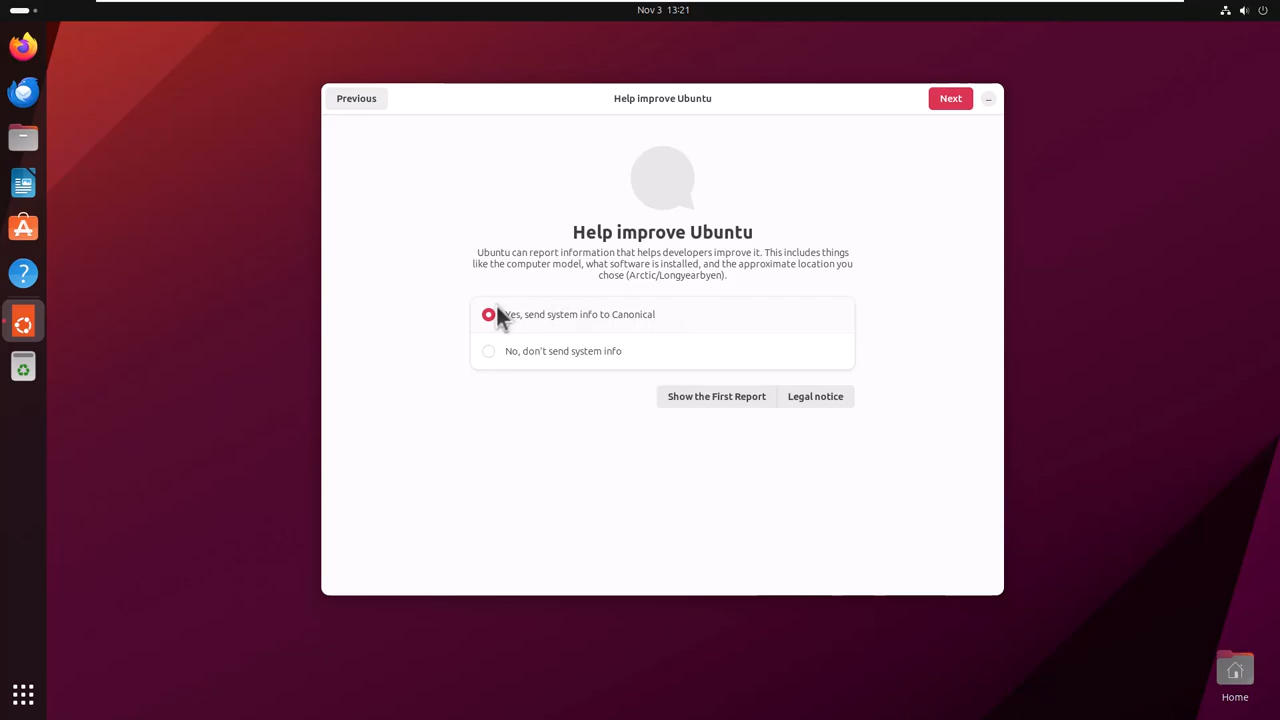 Nov 3 13:21
Previous
Help improve Ubuntu
Next
Help improve Ubuntu
Ubuntu can report information that helps developers improve it. This includes things
like the computer model, what software is installed, and the approximate location you
chose (Arctic/Longyearbyen).
Yes, send system info to Canonical
No, don't send system info
Show the First Report
Legal notice
Home